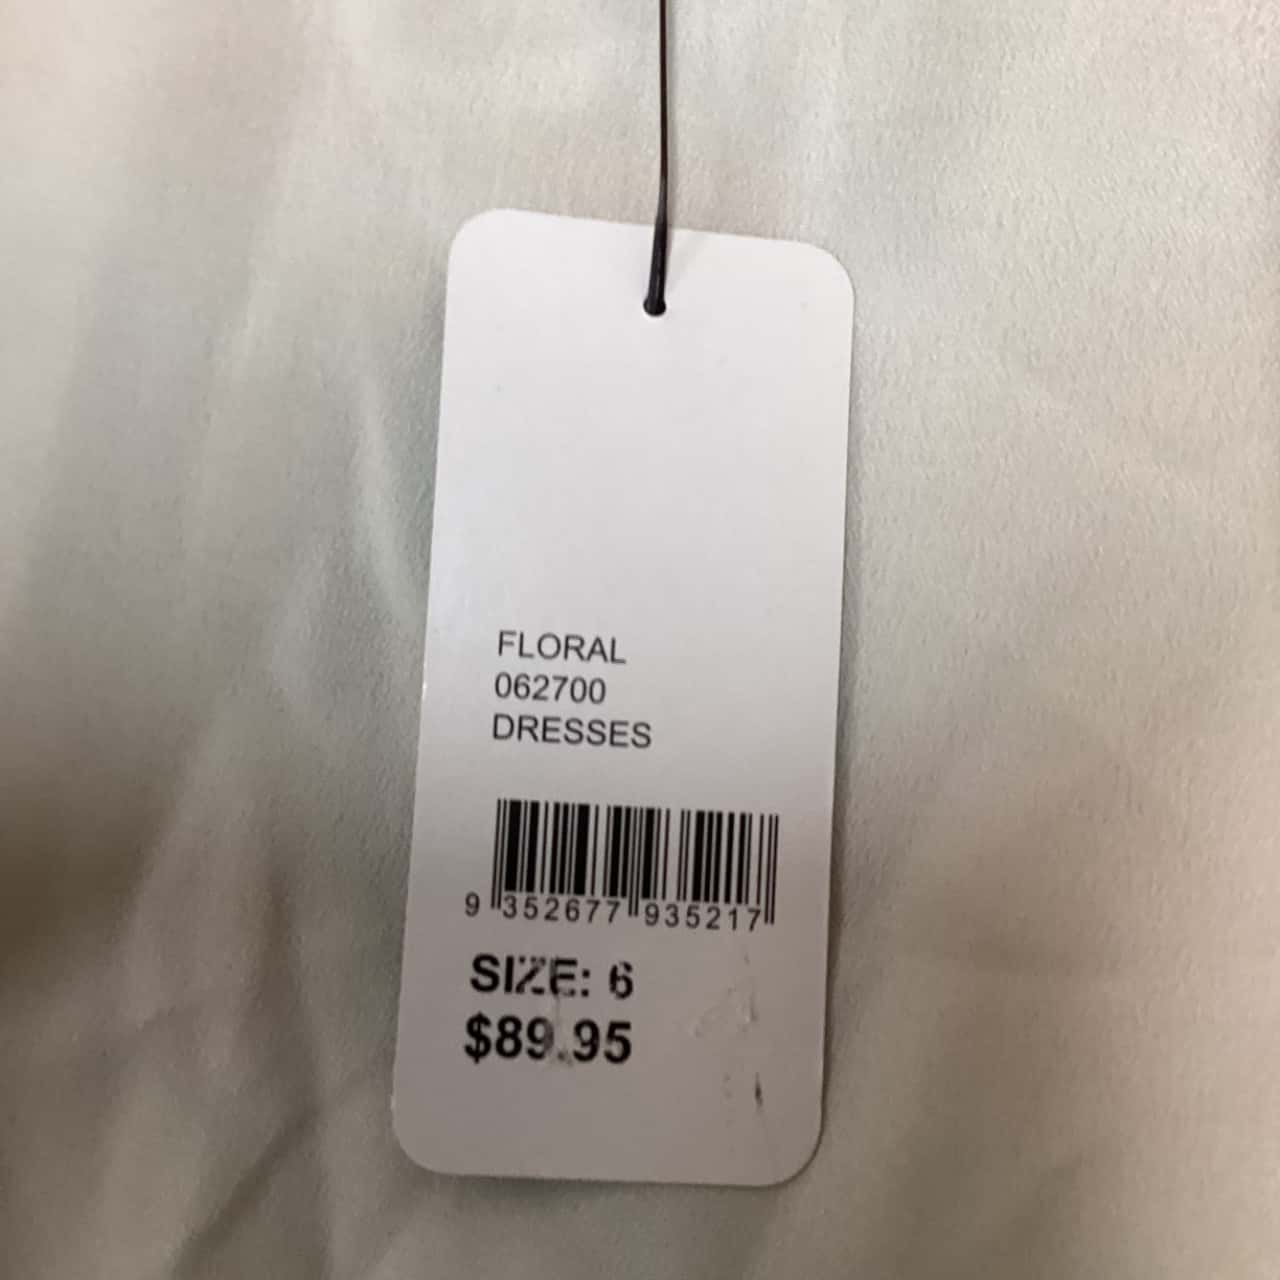 FLORAL
062700
DRESSES
9 352677 935217
SIZE: 6
$89.95